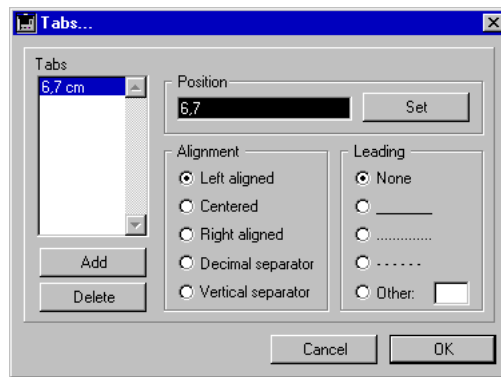 Tabs...
Tabs
6,7 cm
Add
Delete
Position
6,7
Set
Alignment
Left aligned
Centered
Right aligned
Decimal separator
Vertical separator
Leading
None
_______
..............
- - - - - -
Other:
Cancel
OK